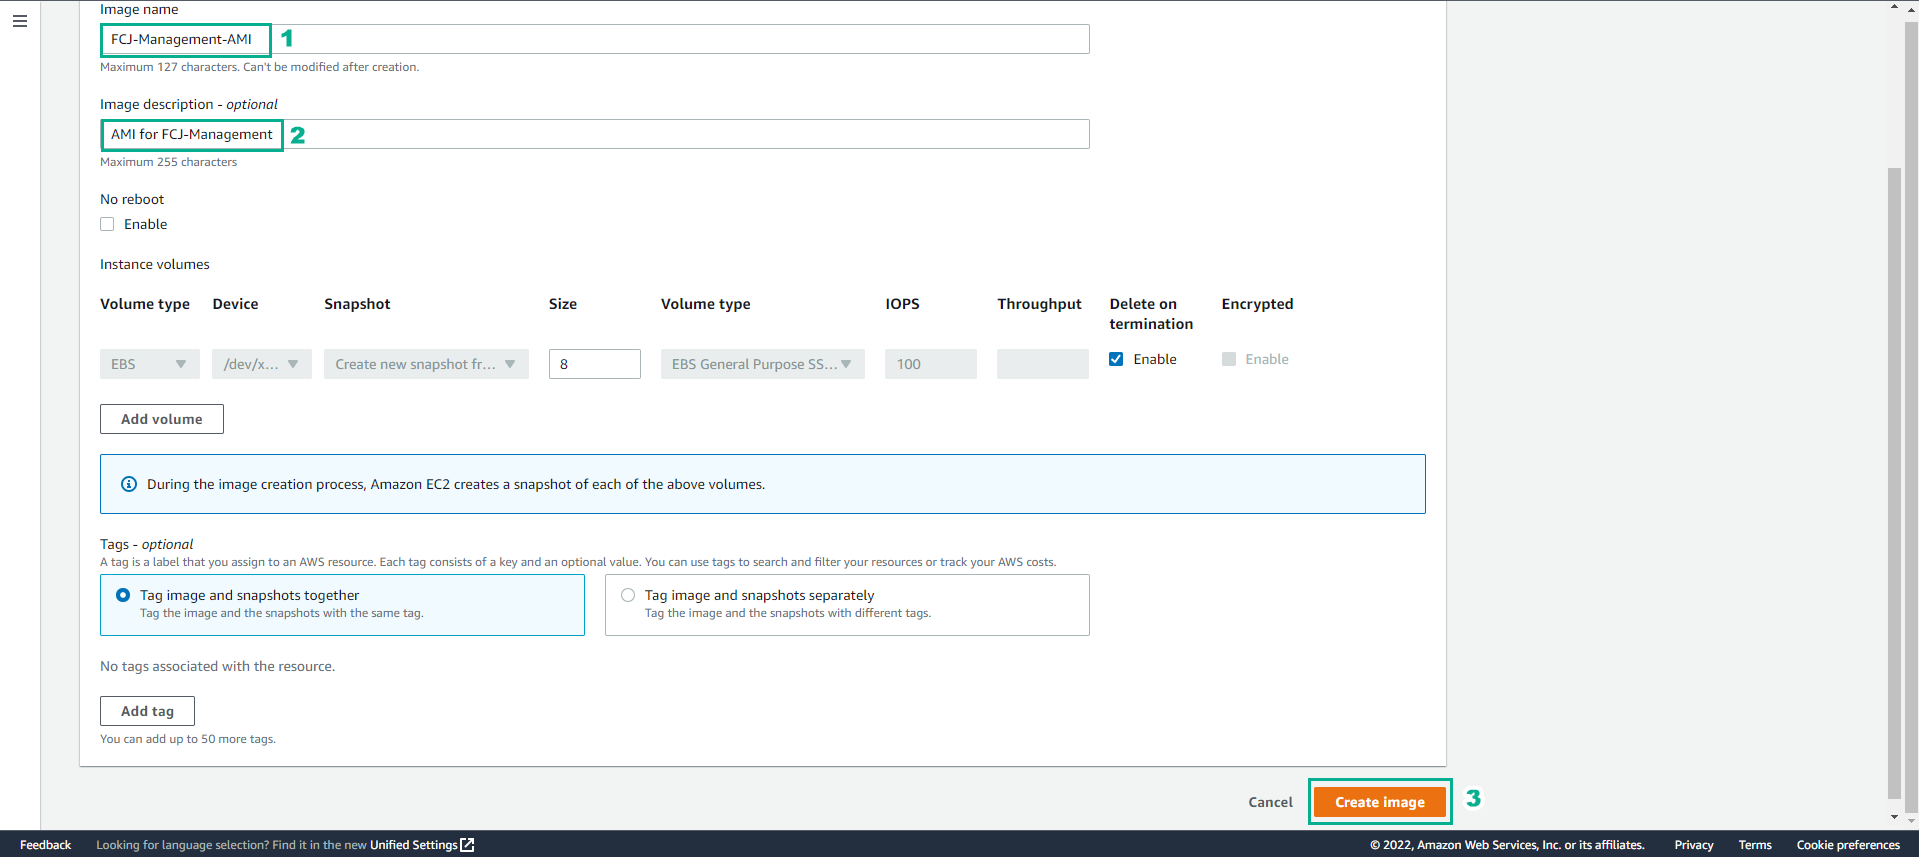 Image name
FCJ-Management-AMI 1
Maximum 127 characters. Can't be modified after creation.
Image description - optional
AMI for FCJ-Management 2
Maximum 255 characters
No reboot
Enable
Instance volumes
Volume type Device Snapshot Size Volume type IOPS Throughput Delete on termination Encrypted
EBS /dev/x... Create new snapshot fr... 8 EBS General Purpose SS... 100 Enable Enable
Add volume
During the image creation process, Amazon EC2 creates a snapshot of each of the above volumes.
Tags - optional
A tag is a label that you assign to an AWS resource. Each tag consists of a key and an optional value. You can use tags to search and filter your resources or track your AWS costs.
Tag image and snapshots together
Tag the image and the snapshots with the same tag.
Tag image and snapshots separately
Tag the image and the snapshots with different tags.
No tags associated with the resource.
Add tag
You can add up to 50 more tags.
Cancel Create image 3
Feedback Looking for language selection? Find it in the new Unified Settings © 2022, Amazon Web Services, Inc. or its affiliates. Privacy Terms Cookie preferences